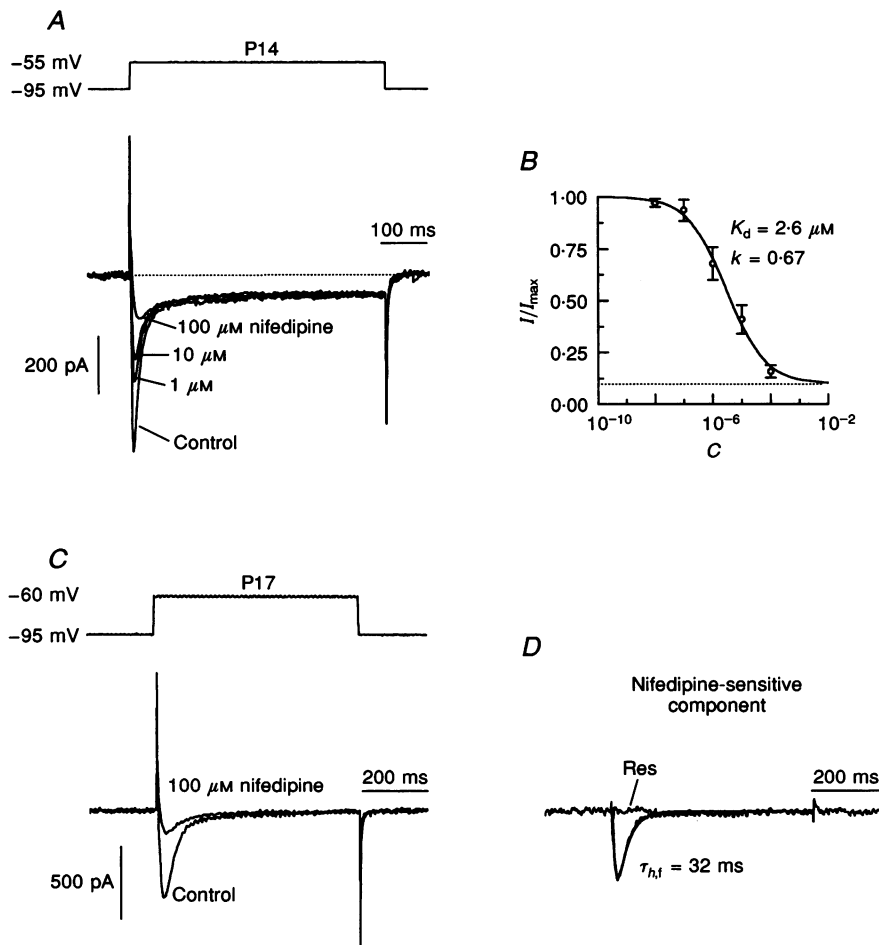 A
P14
−55 mV
−95 mV
100 ms
100 μM nifedipine
200 pA
10 μM
1 μM
Control
B
1·00
0·75
0·50
0·25
0·00
I/Imax
Kd = 2·6 μM
k = 0·67
10−10
10−6
10−2
C
C
P17
−60 mV
−95 mV
200 ms
100 μM nifedipine
500 pA
Control
D
Nifedipine-sensitive
component
Res
200 ms
τh,f = 32 ms